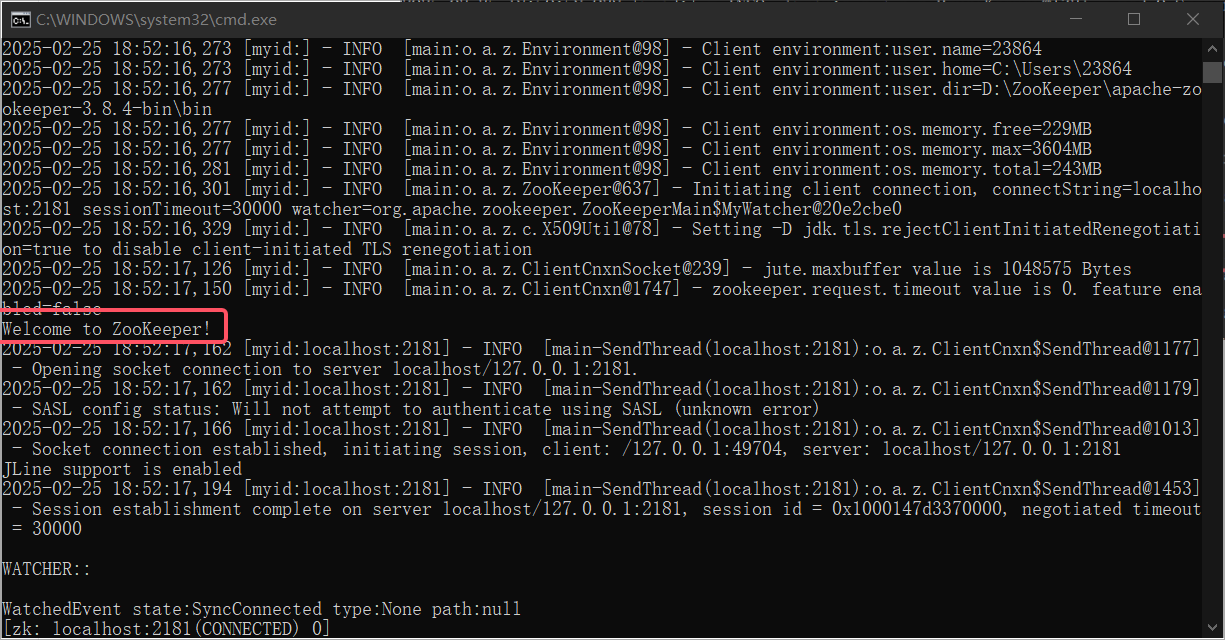 C:\WINDOWS\system32\cmd.exe
2025-02-25 18:52:16,273 [myid:] - INFO  [main:o.a.z.Environment@98] - Client environment:user.name=23864
2025-02-25 18:52:16,273 [myid:] - INFO  [main:o.a.z.Environment@98] - Client environment:user.home=C:\Users\23864
2025-02-25 18:52:16,277 [myid:] - INFO  [main:o.a.z.Environment@98] - Client environment:user.dir=D:\ZooKeeper\apache-zo
okeeper-3.8.4-bin\bin
2025-02-25 18:52:16,277 [myid:] - INFO  [main:o.a.z.Environment@98] - Client environment:os.memory.free=229MB
2025-02-25 18:52:16,277 [myid:] - INFO  [main:o.a.z.Environment@98] - Client environment:os.memory.max=3604MB
2025-02-25 18:52:16,281 [myid:] - INFO  [main:o.a.z.Environment@98] - Client environment:os.memory.total=243MB
2025-02-25 18:52:16,301 [myid:] - INFO  [main:o.a.z.ZooKeeper@637] - Initiating client connection, connectString=localho
st:2181 sessionTimeout=30000 watcher=org.apache.zookeeper.ZooKeeperMain$MyWatcher@20e2cbe0
2025-02-25 18:52:16,329 [myid:] - INFO  [main:o.a.z.c.X509Util@78] - Setting -D jdk.tls.rejectClientInitiatedRenegotiati
on=true to disable client-initiated TLS renegotiation
2025-02-25 18:52:17,126 [myid:] - INFO  [main:o.a.z.ClientCnxnSocket@239] - jute.maxbuffer value is 1048575 Bytes
2025-02-25 18:52:17,150 [myid:] - INFO  [main:o.a.z.ClientCnxn@1747] - zookeeper.request.timeout value is 0. feature ena
bled=false
Welcome to ZooKeeper!
2025-02-25 18:52:17,162 [myid:localhost:2181] - INFO  [main-SendThread(localhost:2181):o.a.z.ClientCnxn$SendThread@1177]
 - Opening socket connection to server localhost/127.0.0.1:2181.
2025-02-25 18:52:17,162 [myid:localhost:2181] - INFO  [main-SendThread(localhost:2181):o.a.z.ClientCnxn$SendThread@1179]
 - SASL config status: Will not attempt to authenticate using SASL (unknown error)
2025-02-25 18:52:17,166 [myid:localhost:2181] - INFO  [main-SendThread(localhost:2181):o.a.z.ClientCnxn$SendThread@1013]
 - Socket connection established, initiating session, client: /127.0.0.1:49704, server: localhost/127.0.0.1:2181
JLine support is enabled
2025-02-25 18:52:17,194 [myid:localhost:2181] - INFO  [main-SendThread(localhost:2181):o.a.z.ClientCnxn$SendThread@1453]
 - Session establishment complete on server localhost/127.0.0.1:2181, session id = 0x1000147d3370000, negotiated timeout
 = 30000
WATCHER::
WatchedEvent state:SyncConnected type:None path:null
[zk: localhost:2181(CONNECTED) 0]